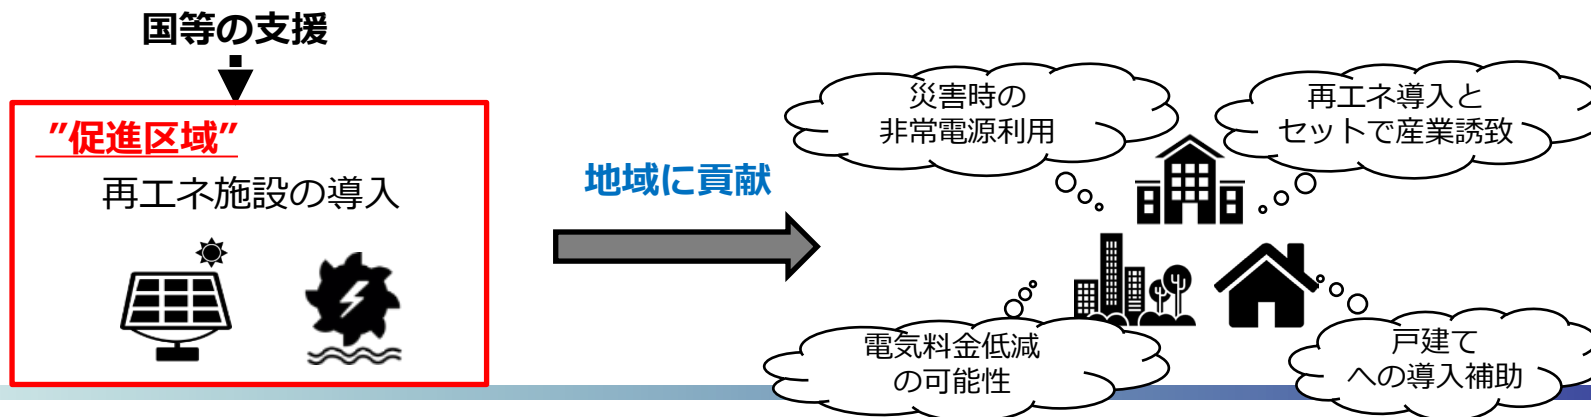 国等の支援
”促進区域”
再エネ施設の導入
地域に貢献
災害時の
非常電源利用
再エネ導入と
セットで産業誘致
電気料金低減
の可能性
戸建て
への導入補助